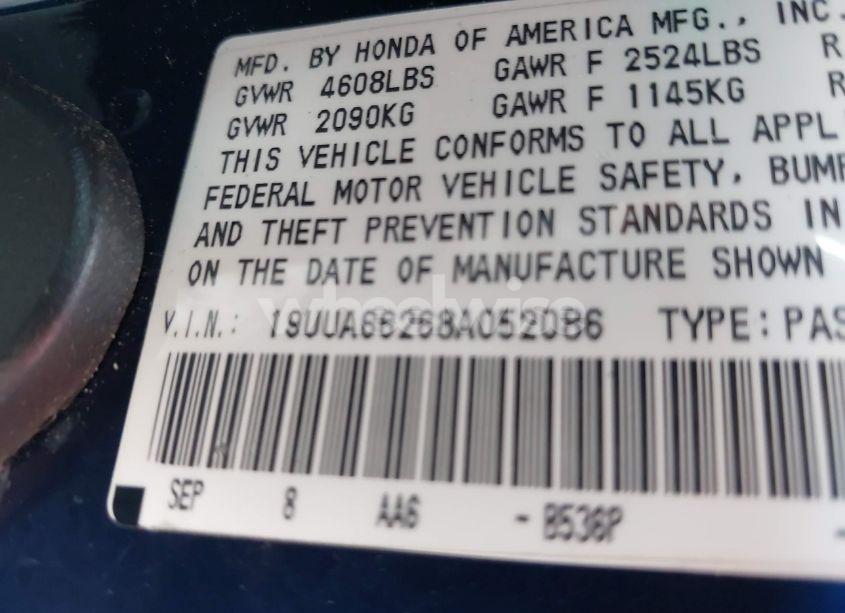 MFD. BY HONDA OF AMERICA MFG., INC.
GVWR 4608LBS GAWR F 2524LBS R
GVWR 2090KG GAWR F 1145KG R
THIS VEHICLE CONFORMS TO ALL APPL
FEDERAL MOTOR VEHICLE SAFETY, BUMP
AND THEFT PREVENTION STANDARDS IN
ON THE DATE OF MANUFACTURE SHOWN
V.I.N.: 19UUA66268A052086 TYPE: PAS
SEP 8 AA6 - B536P -